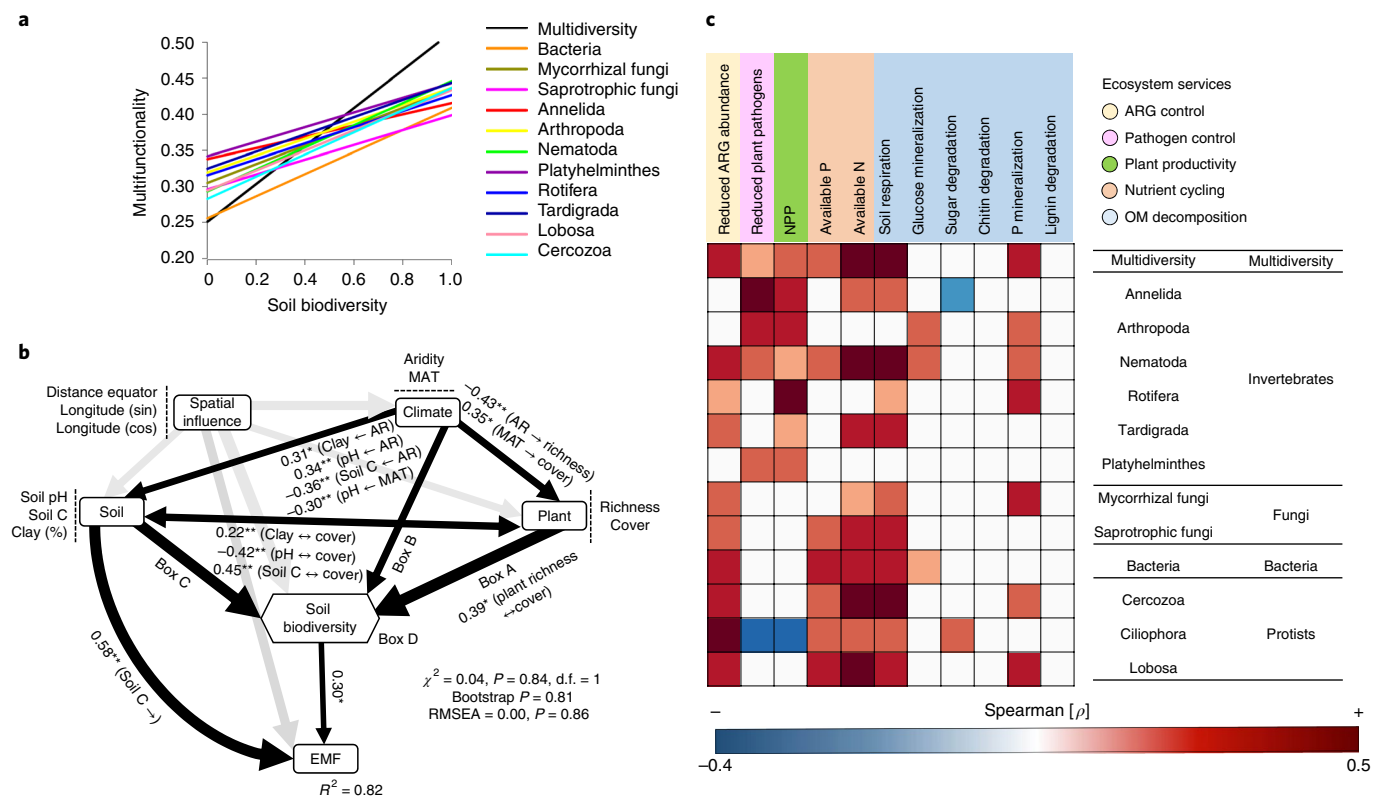 a
0.50
0.45
0.40
0.35
0.30
0.25
0.20
Multifunctionality
0
0.2
0.4
0.6
0.8
1.0
Soil biodiversity
Multidiversity
Bacteria
Mycorrhizal fungi
Saprotrophic fungi
Annelida
Arthropoda
Nematoda
Platyhelminthes
Rotifera
Tardigrada
Lobosa
Cercozoa
b
Distance equator
Longitude (sin)
Longitude (cos)
Spatial
influence
Aridity
MAT
Climate
−0.43** (AR → richness)
0.35* (MAT → cover)
0.31* (Clay ← AR)
0.34** (pH ← AR)
−0.36** (Soil C ← AR)
−0.30** (pH ← MAT)
Soil pH
Soil C
Clay (%)
Soil
Plant
Richness
Cover
0.22** (Clay ↔ cover)
−0.42** (pH ↔ cover)
0.45** (Soil C ↔ cover)
Box C
Box B
Box A
0.39* (plant richness
↔cover)
Soil
biodiversity
Box D
0.58** (Soil C →)
0.30*
χ² = 0.04, P = 0.84, d.f. = 1
Bootstrap P = 0.81
RMSEA = 0.00, P = 0.86
EMF
R² = 0.82
c
Reduced ARG abundance
Reduced plant pathogens
NPP
Available P
Available N
Soil respiration
Glucose mineralization
Sugar degradation
Chitin degradation
P mineralization
Lignin degradation
Ecosystem services
ARG control
Pathogen control
Plant productivity
Nutrient cycling
OM decomposition
Multidiversity Multidiversity
Annelida
Arthropoda
Nematoda
Invertebrates
Rotifera
Tardigrada
Platyhelminthes
Mycorrhizal fungi
Fungi
Saprotrophic fungi
Bacteria Bacteria
Cercozoa
Ciliophora Protists
Lobosa
− Spearman [ρ] +
−0.4 0.5